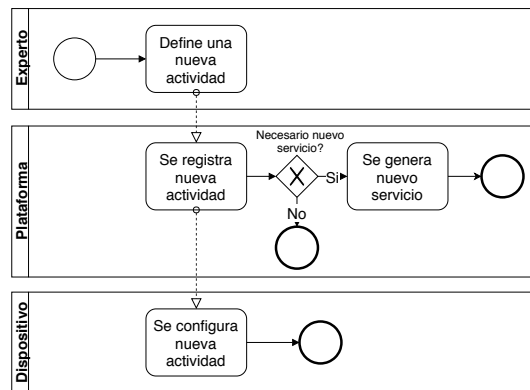 Experto
Define una
nueva
actividad
Plataforma
Se registra
nueva
actividad
Necesario nuevo
servicio?
Si
No
Se genera
nuevo
servicio
Dispositivo
Se configura
nueva
actividad